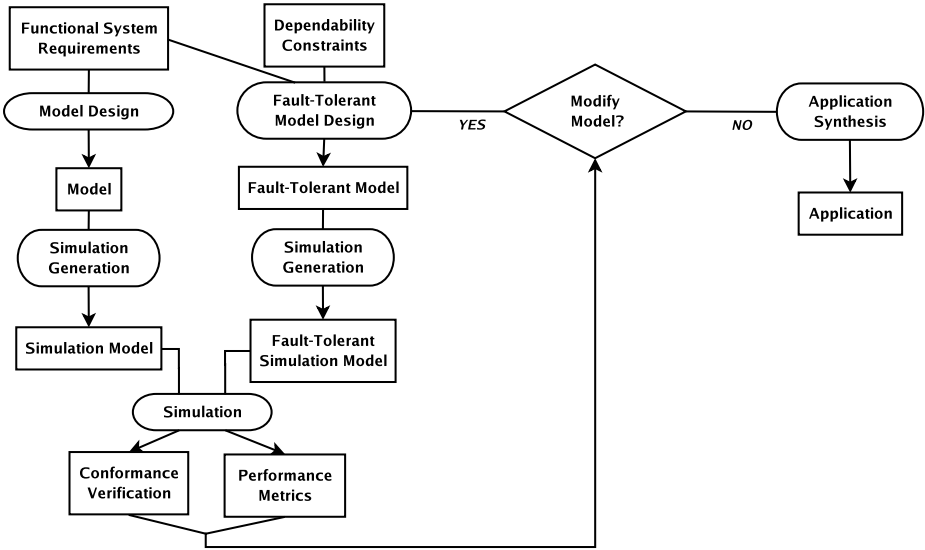 Functional System
Requirements
Dependability
Constraints
Model Design
Fault-Tolerant
Model Design
YES
Modify
Model?
NO
Application
Synthesis
Model
Fault-Tolerant Model
Application
Simulation
Generation
Simulation
Generation
Simulation Model
Fault-Tolerant
Simulation Model
Simulation
Conformance
Verification
Performance
Metrics